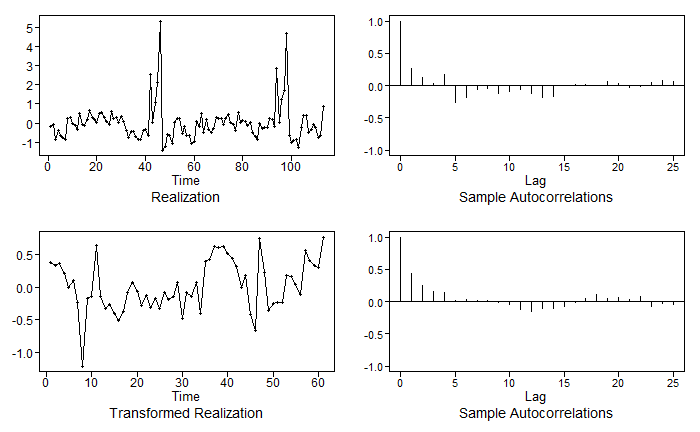 5
4
3
2
1
0
-1
0 20 40 60 80 100
Time
Realization
1.0
0.5
0.0
-0.5
-1.0
0 5 10 15 20 25
Lag
Sample Autocorrelations
0.5
0.0
-0.5
-1.0
0 10 20 30 40 50 60
Time
Transformed Realization
1.0
0.5
0.0
-0.5
-1.0
0 5 10 15 20 25
Lag
Sample Autocorrelations